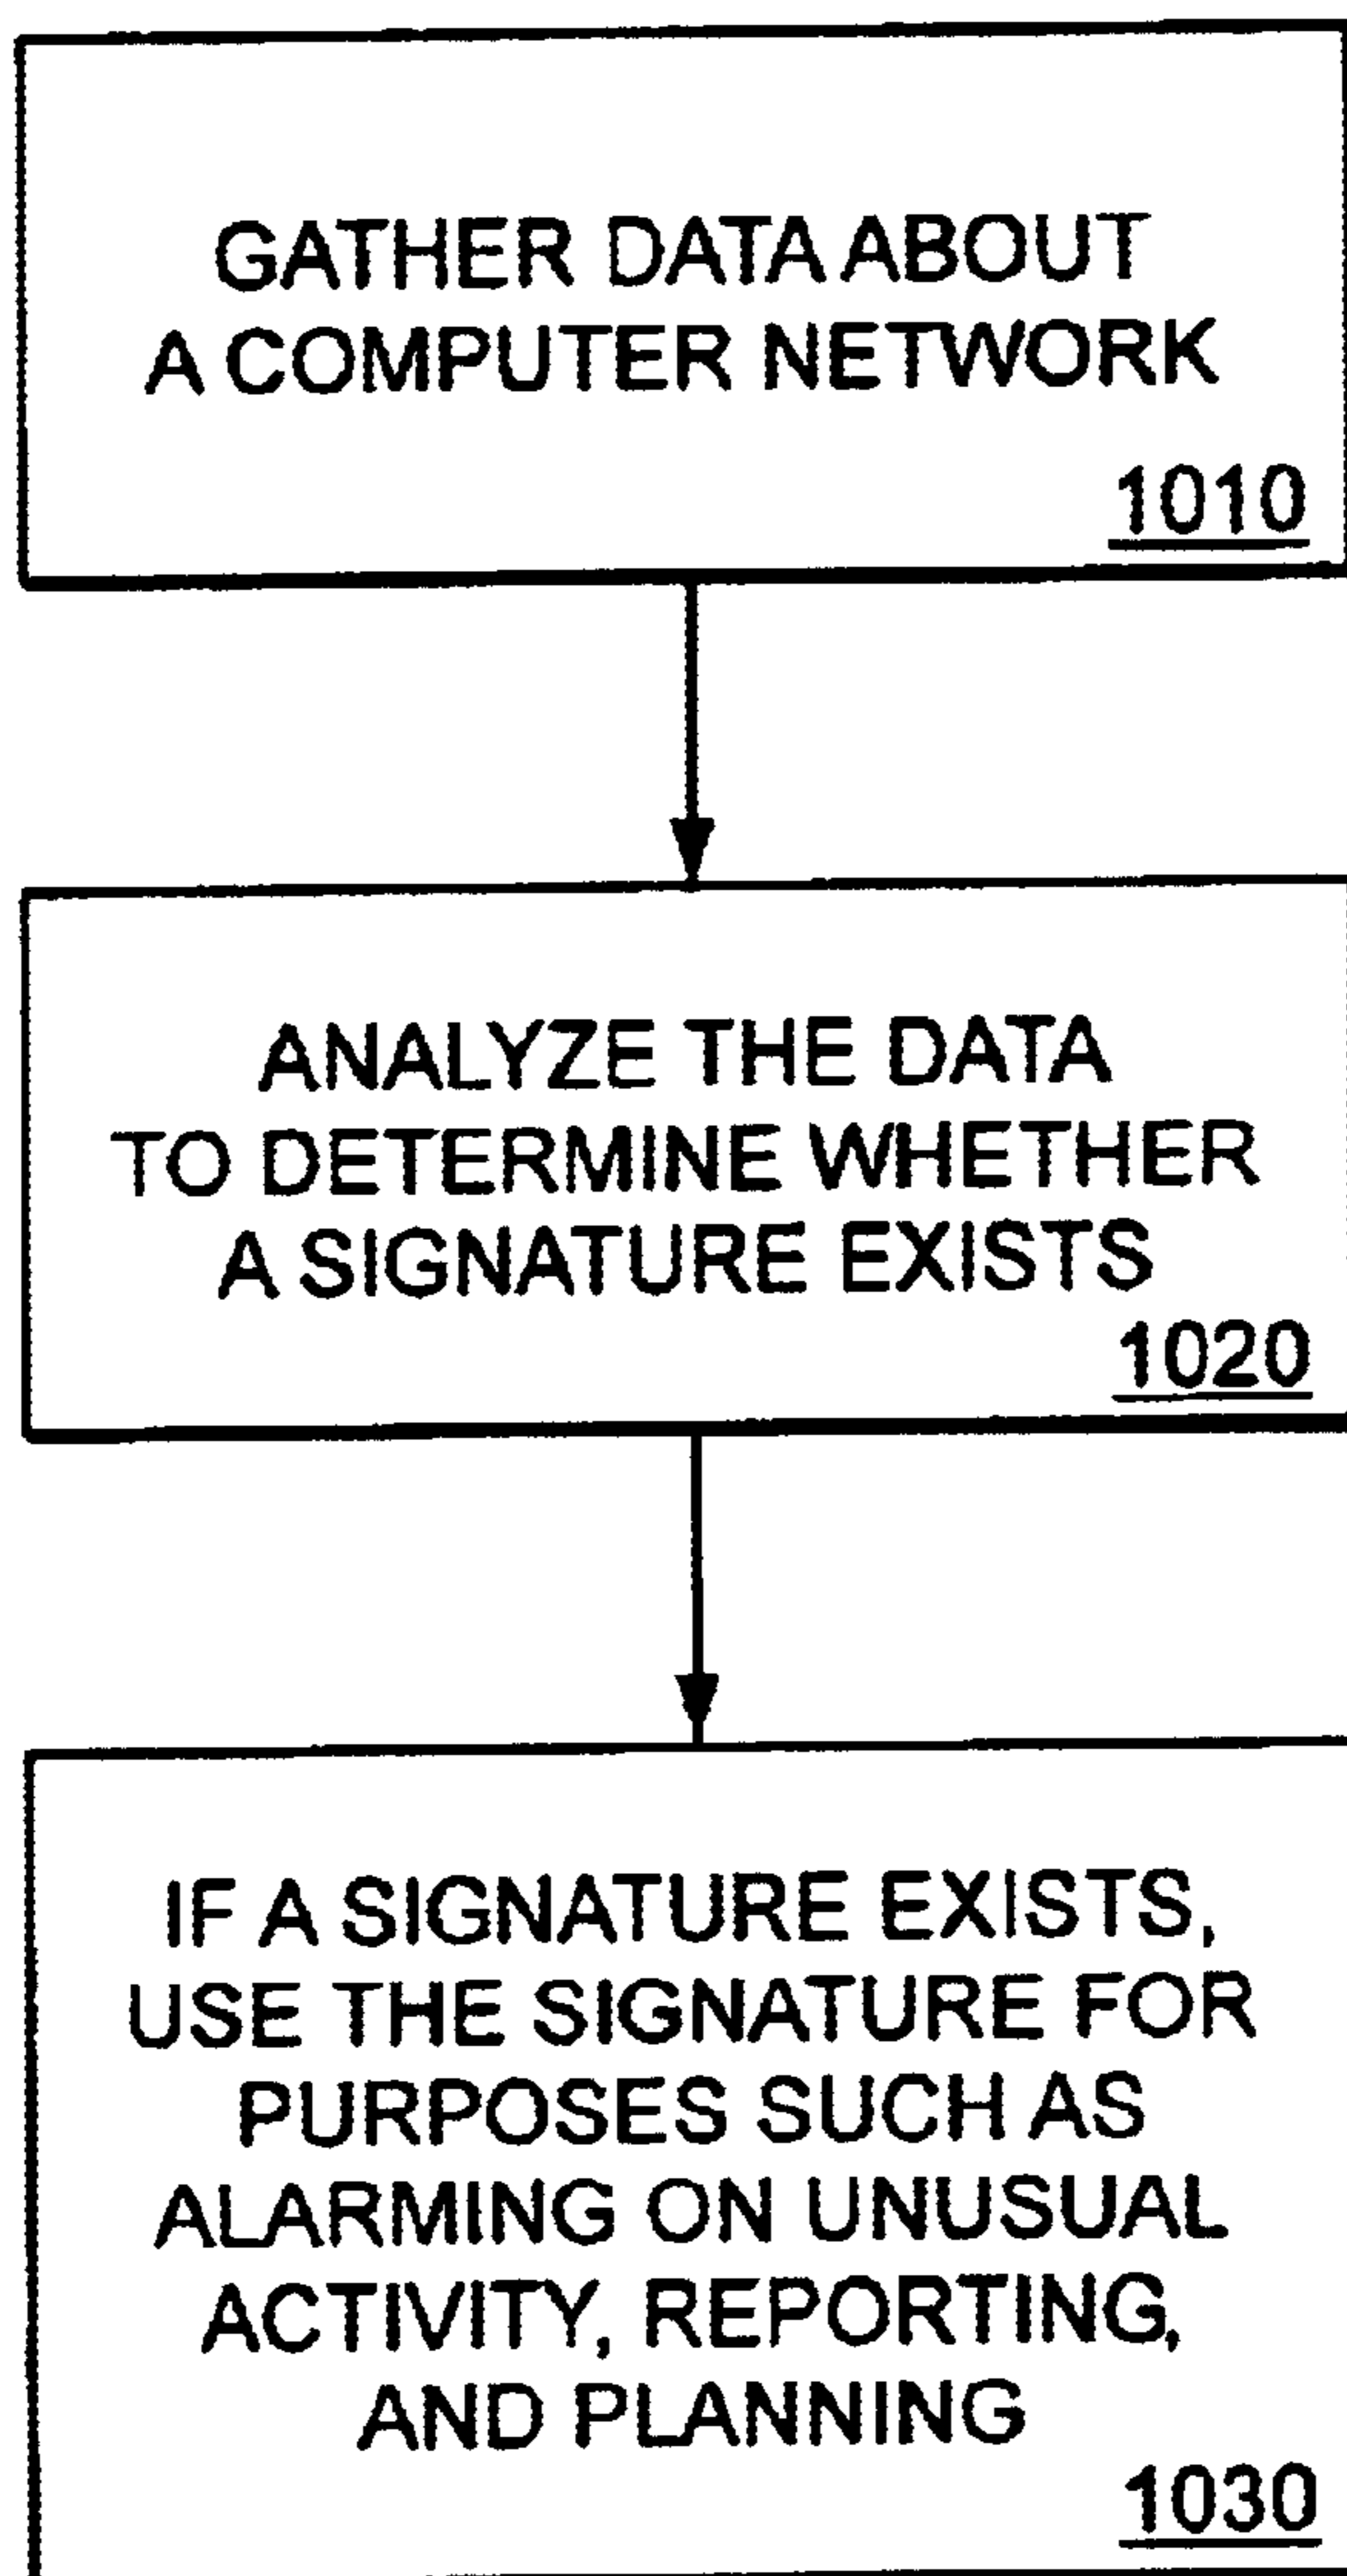 GATHER DATA ABOUT
A COMPUTER NETWORK
1010
ANALYZE THE DATA
TO DETERMINE WHETHER
A SIGNATURE EXISTS
1020
IF A SIGNATURE EXISTS,
USE THE SIGNATURE FOR
PURPOSES SUCH AS
ALARMING ON UNUSUAL
ACTIVITY, REPORTING,
AND PLANNING
1030